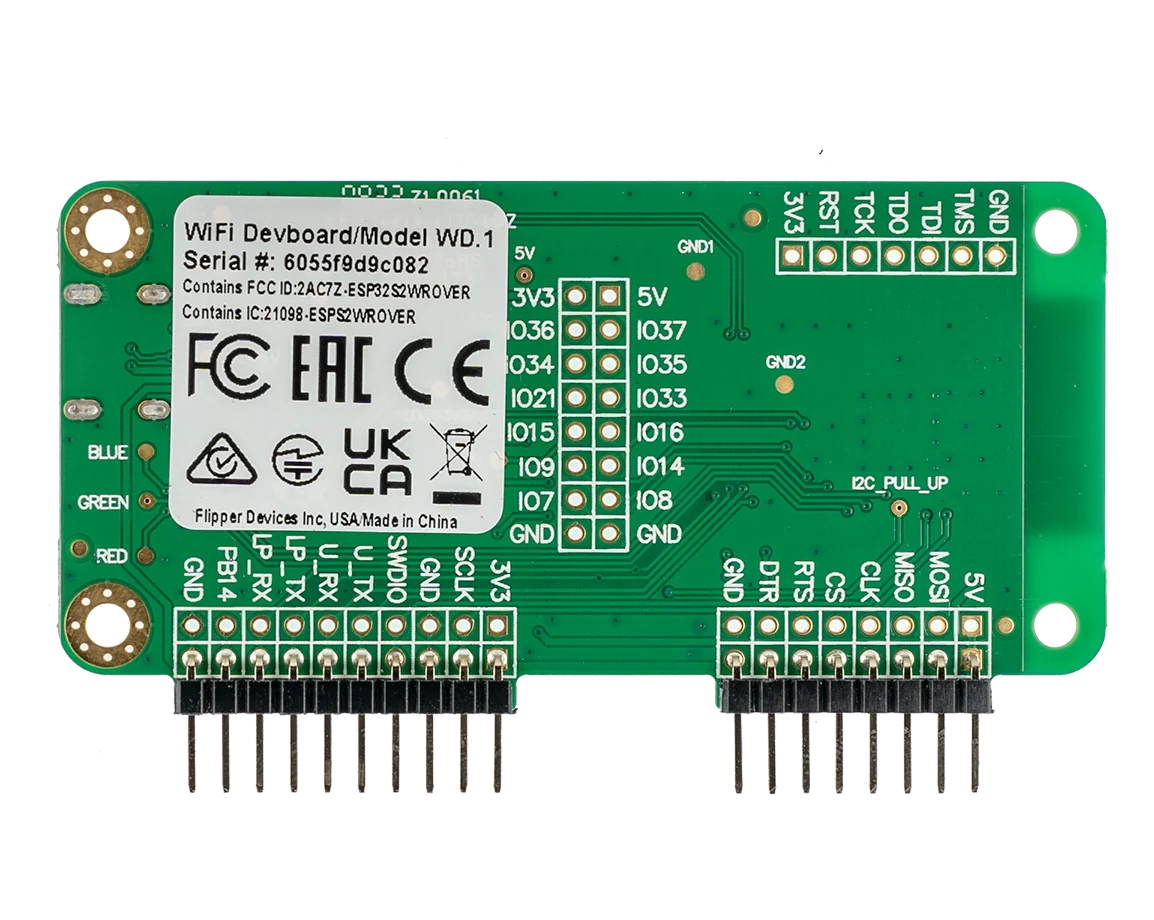 WiFi Devboard/Model WD.1
Serial #: 6055f9d9c082
Contains FCC ID:2AC7Z-ESP32S2WROVER
Contains IC:21098-ESPS2WROVER
FC EAC CE
UK
CA
Flipper Devices Inc, USA/Made in China
BLUE
GREEN
RED
5V
GND1
GND2
I2C_PULL_UP
3V3 RST TCK TDO TDI TMS GND
3V3 5V
IO36 IO37
IO34 IO35
IO21 IO33
IO15 IO16
IO9 IO14
IO7 IO8
GND GND
GND PB14 LP_RX LP_TX U_RX U_TX SWDIO GND SCLK 3V3
GND DTR RTS CS CLK MISO MOSI 5V